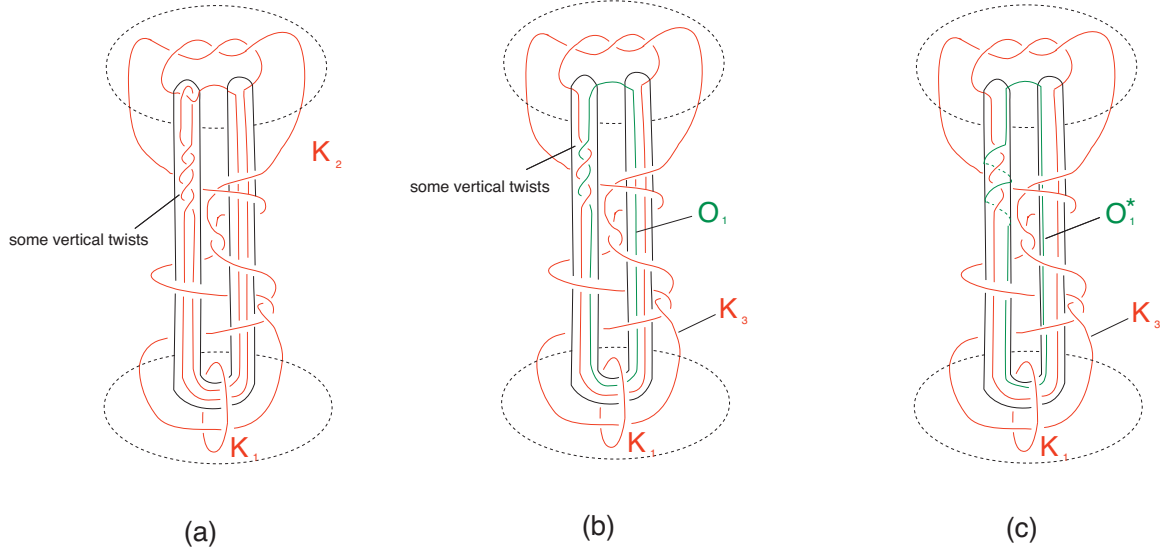 K₂
some vertical twists
K₁
(a)
some vertical twists
O₁
K₃
K₁
(b)
O₁*
K₃
K₁
(c)